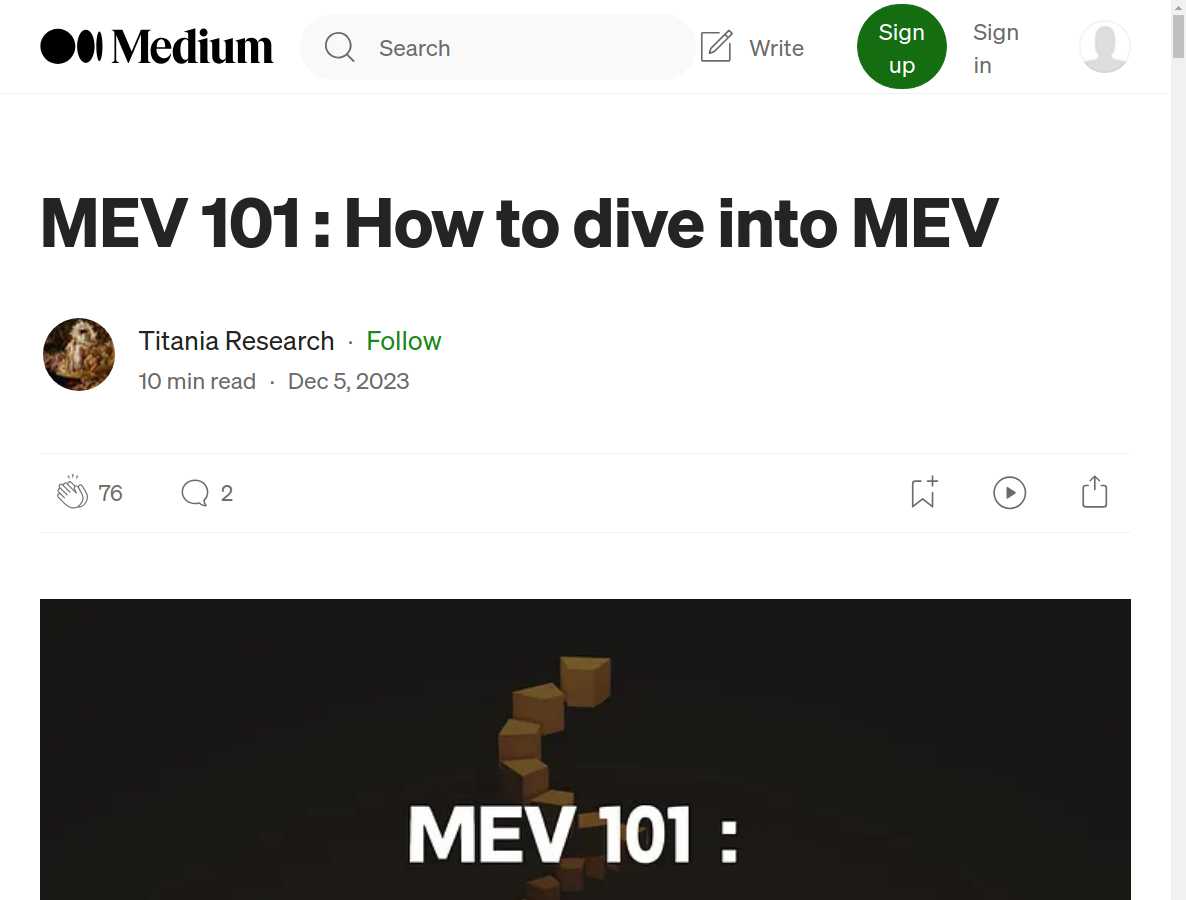 Medium
Search
Write
Sign up
Sign in
MEV 101 : How to dive into MEV
Titania Research · Follow
10 min read · Dec 5, 2023
76
2
MEV 101 :